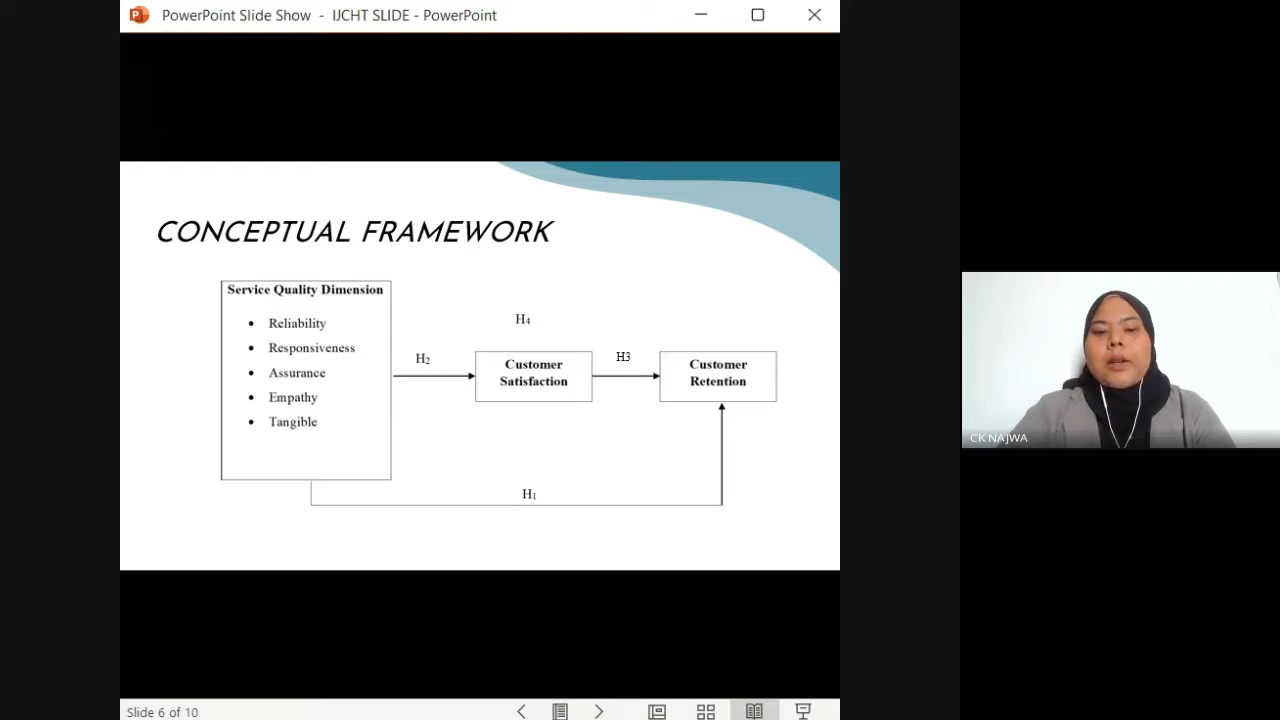 PowerPoint Slide Show - IJCHT SLIDE - PowerPoint
CONCEPTUAL FRAMEWORK
Service Quality Dimension
• Reliability
• Responsiveness
• Assurance
• Empathy
• Tangible
H₄
H₂
Customer
Satisfaction
H3
Customer
Retention
H₁
CK NAJWA
Slide 6 of 10